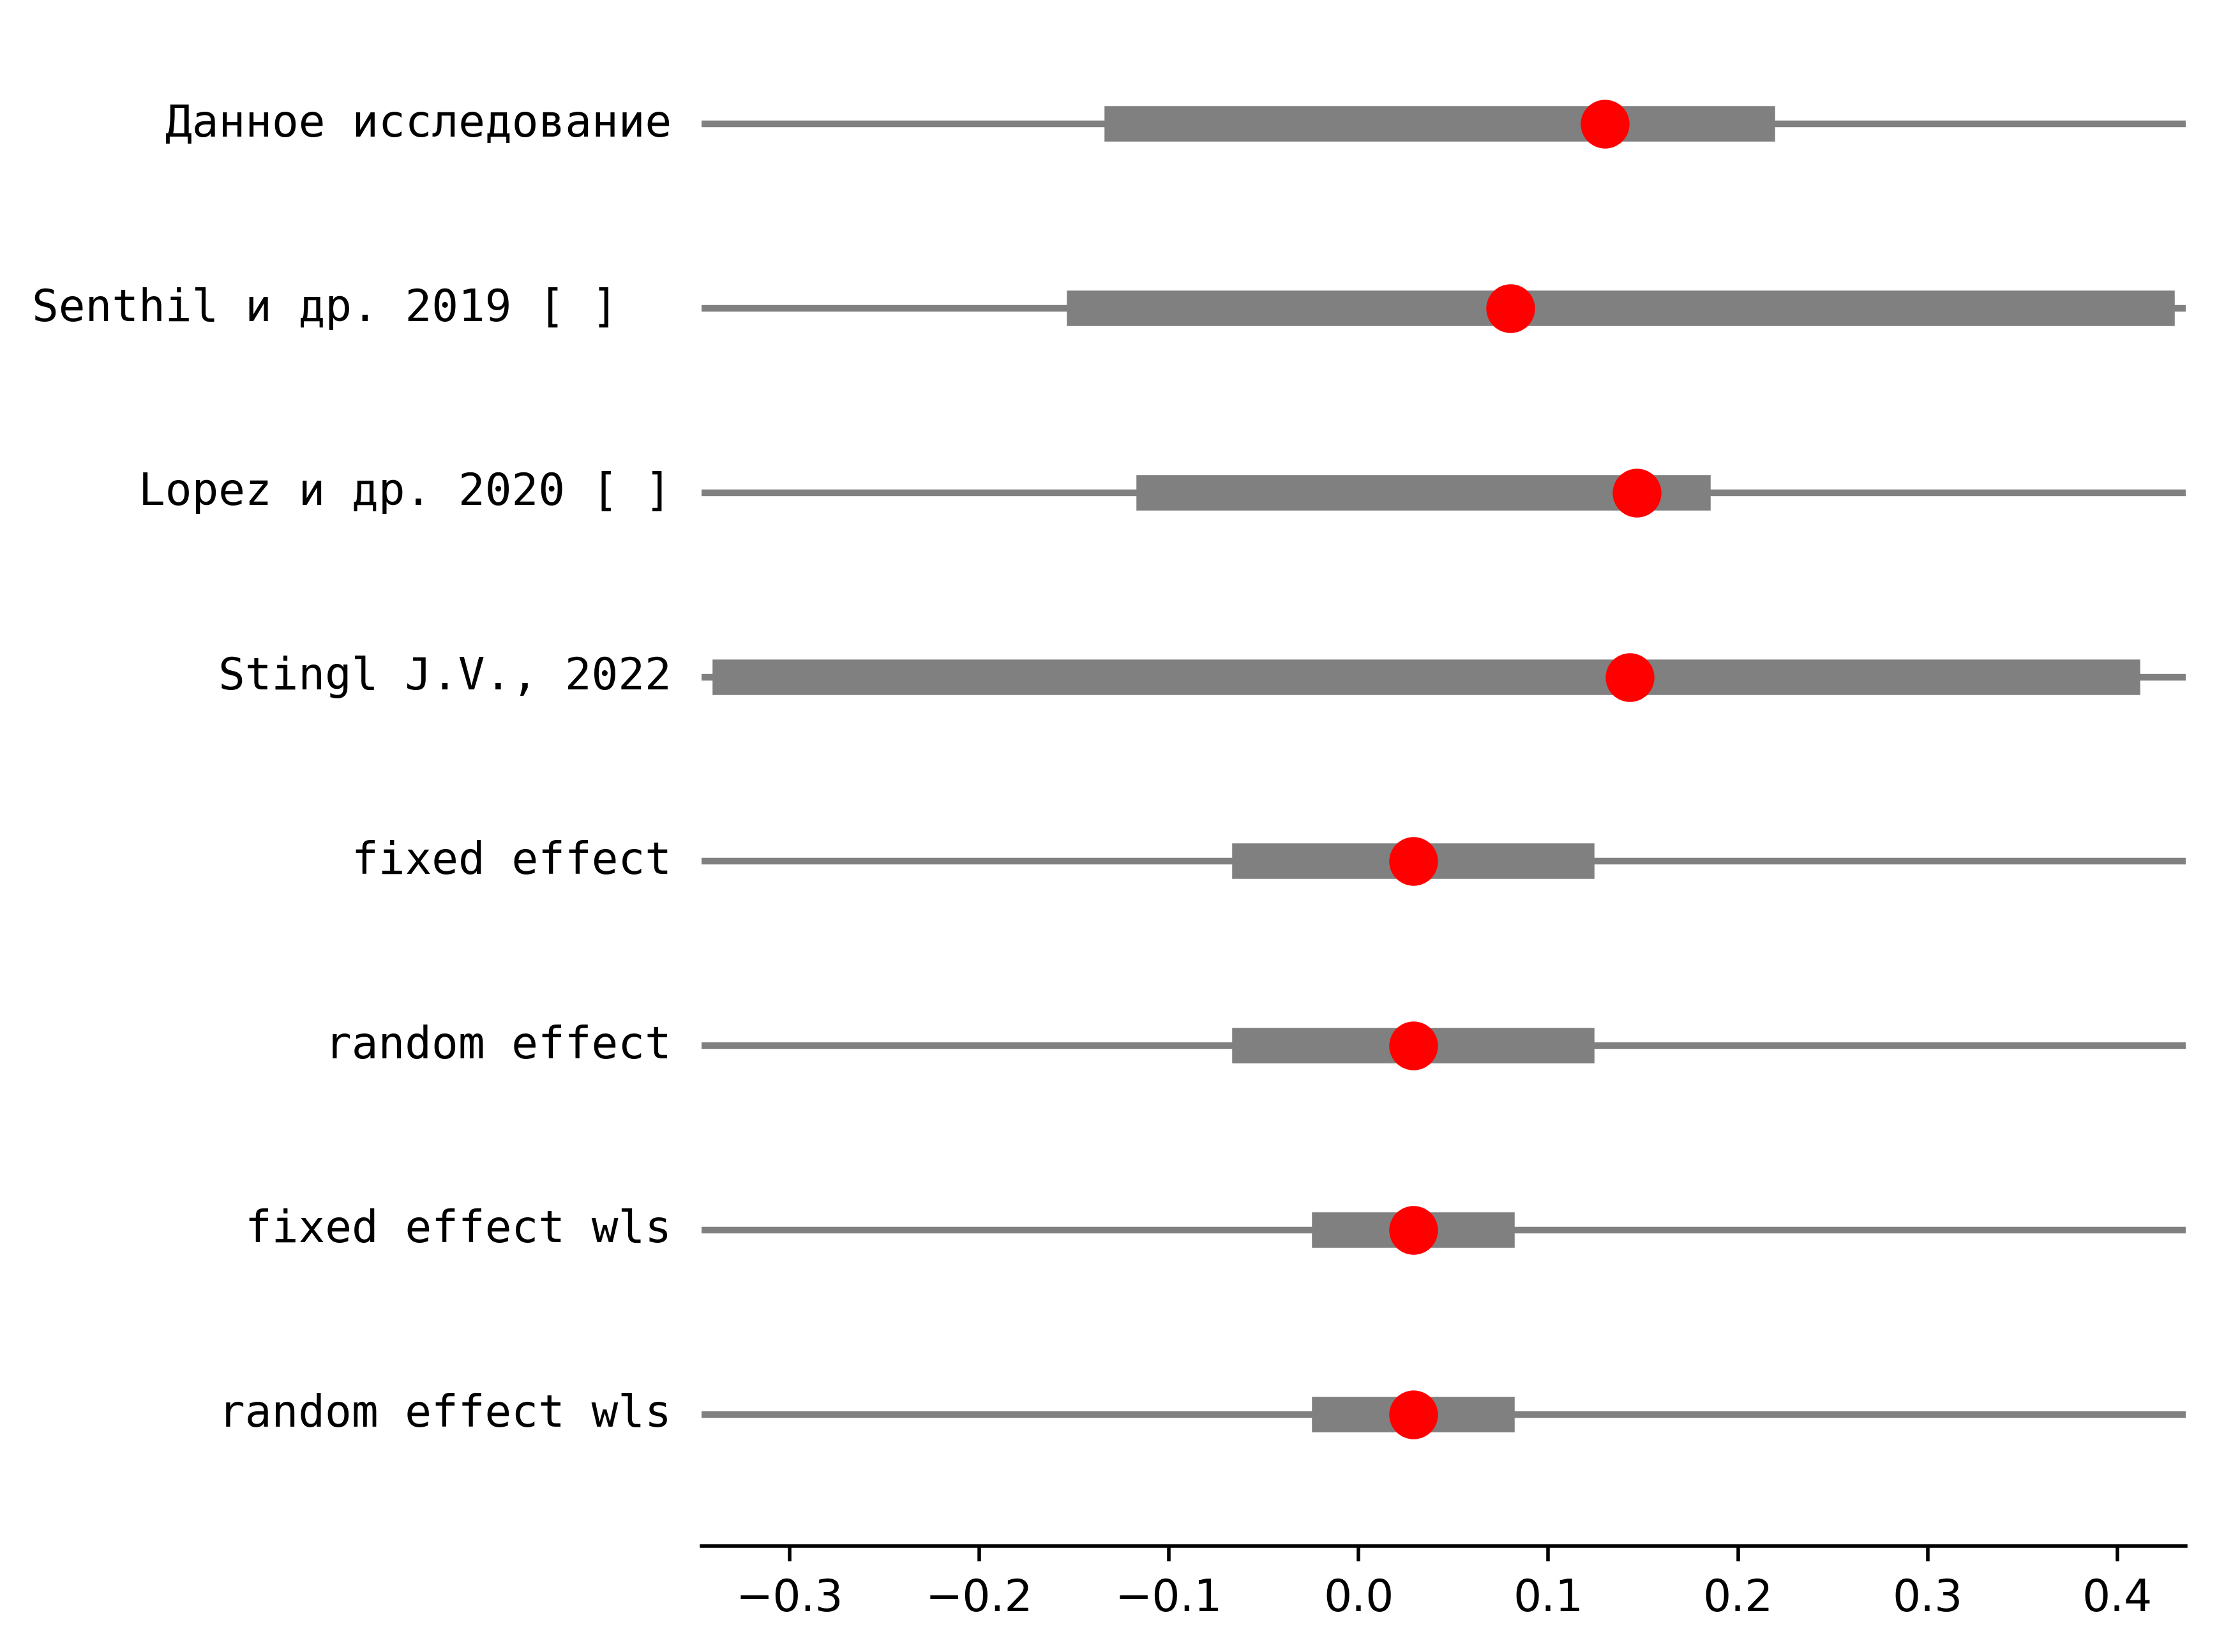 Данное исследование
Senthil и др. 2019 [ ]
Lopez и др. 2020 [ ]
Stingl J.V., 2022
fixed effect
random effect
fixed effect wls
random effect wls
−0.3 −0.2 −0.1 0.0 0.1 0.2 0.3 0.4